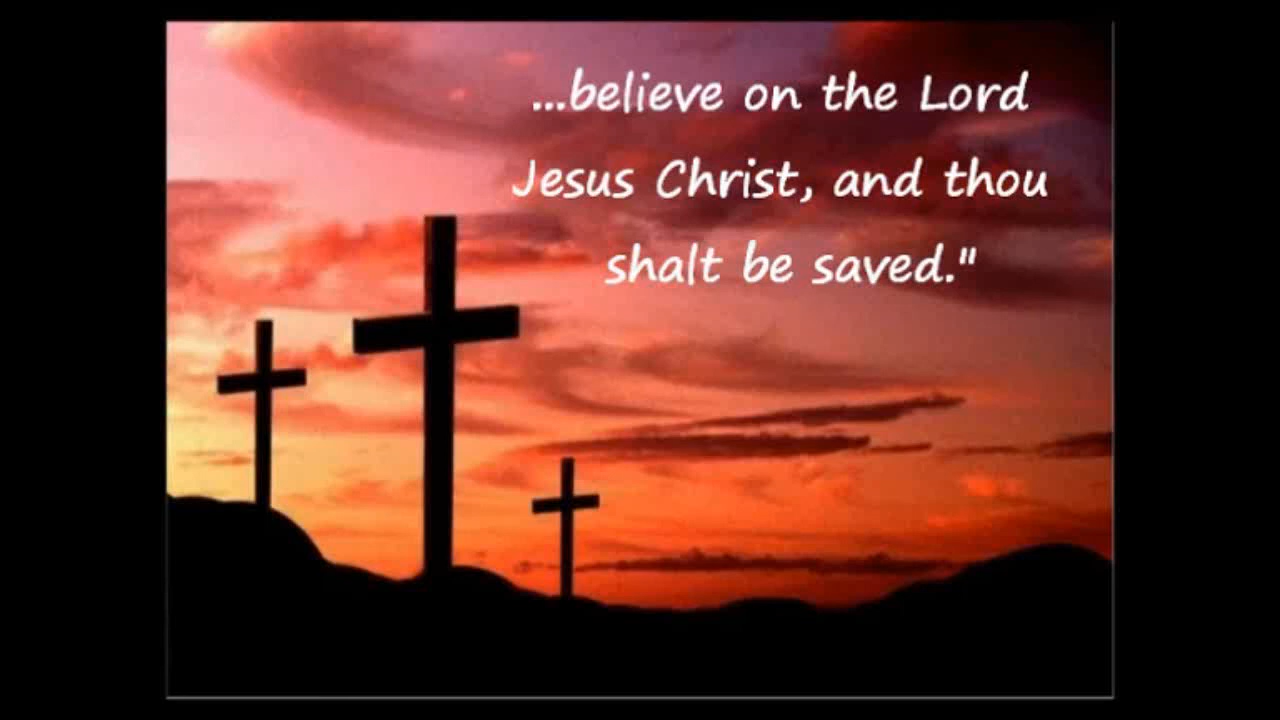 ...believe on the Lord
Jesus Christ, and thou
shalt be saved."